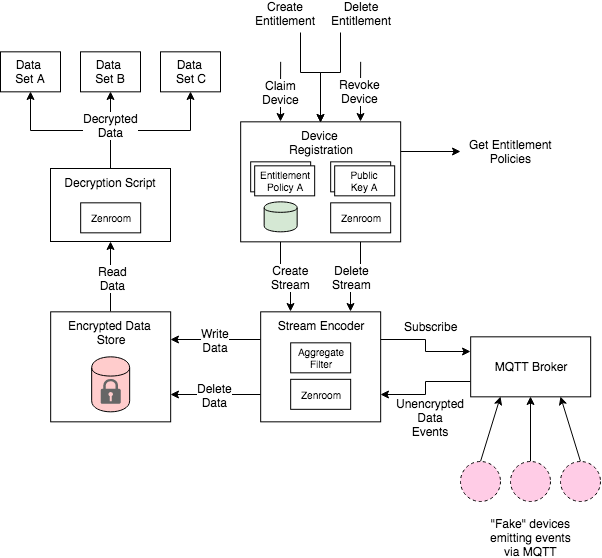 Create
Entitlement
Delete
Entitlement
Data
Set A
Data
Set B
Data
Set C
Claim
Device
Revoke
Device
Decrypted
Data
Device
Registration
Get Entitlement
Policies
Entitlement
Policy A
Public
Key A
Zenroom
Decryption Script
Zenroom
Read
Data
Create
Stream
Delete
Stream
Encrypted Data
Store
Write
Data
Delete
Data
Stream Encoder
Aggregate
Filter
Zenroom
Subscribe
MQTT Broker
Unencrypted
Data
Events
"Fake" devices
emitting events
via MQTT